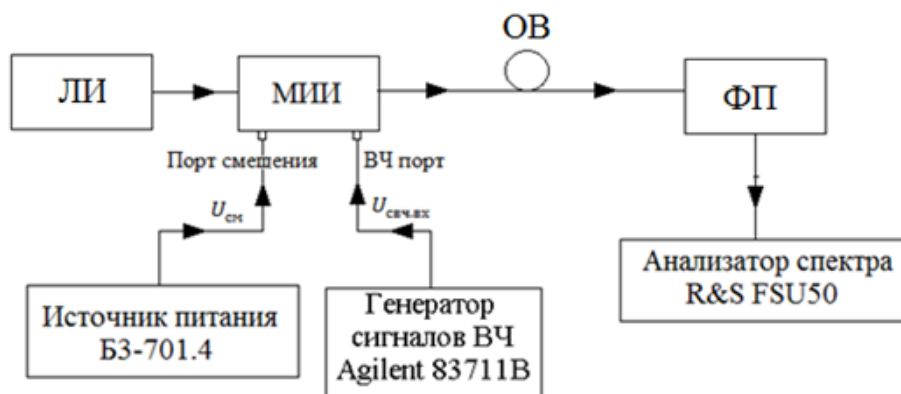 ОВ
ЛИ
МИИ
ФП
Порт смещения
ВЧ порт
Uсм
Uсвч.вх
Источник питания
Б3-701.4
Генератор
сигналов ВЧ
Agilent 83711B
Анализатор спектра
R&S FSU50